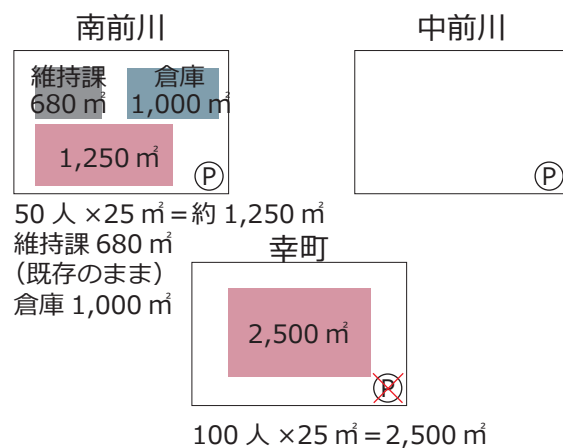 南前川
中前川
維持課
680 ㎡
倉庫
1,000 ㎡
1,250 ㎡
P
P
50 人 ×25 ㎡＝約 1,250 ㎡
維持課 680 ㎡
（既存のまま）
倉庫 1,000 ㎡
幸町
2,500 ㎡
P
100 人 ×25 ㎡＝2,500 ㎡